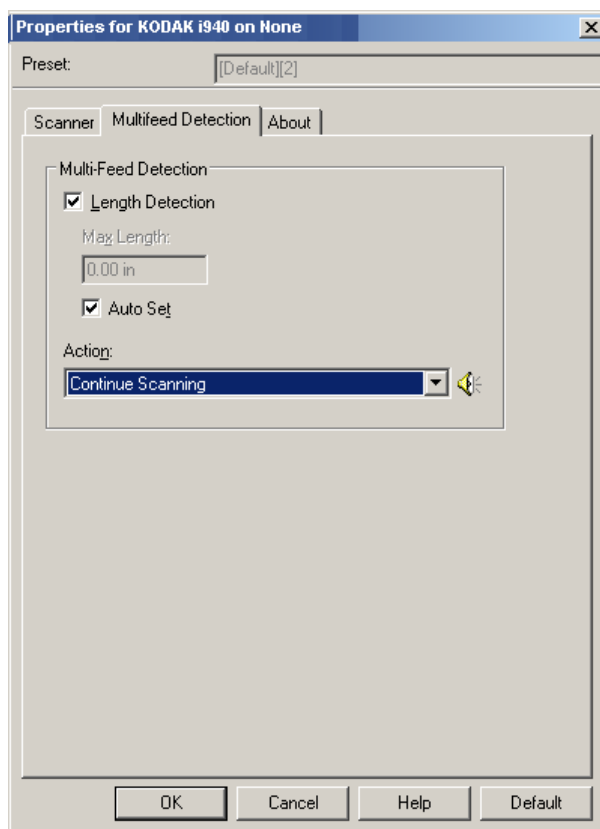 Properties for KODAK i940 on None
Preset: [Default][2]
Scanner Multifeed Detection About
Multi-Feed Detection
Length Detection
Max Length:
0.00 in
Auto Set
Action:
Continue Scanning
OK Cancel Help Default